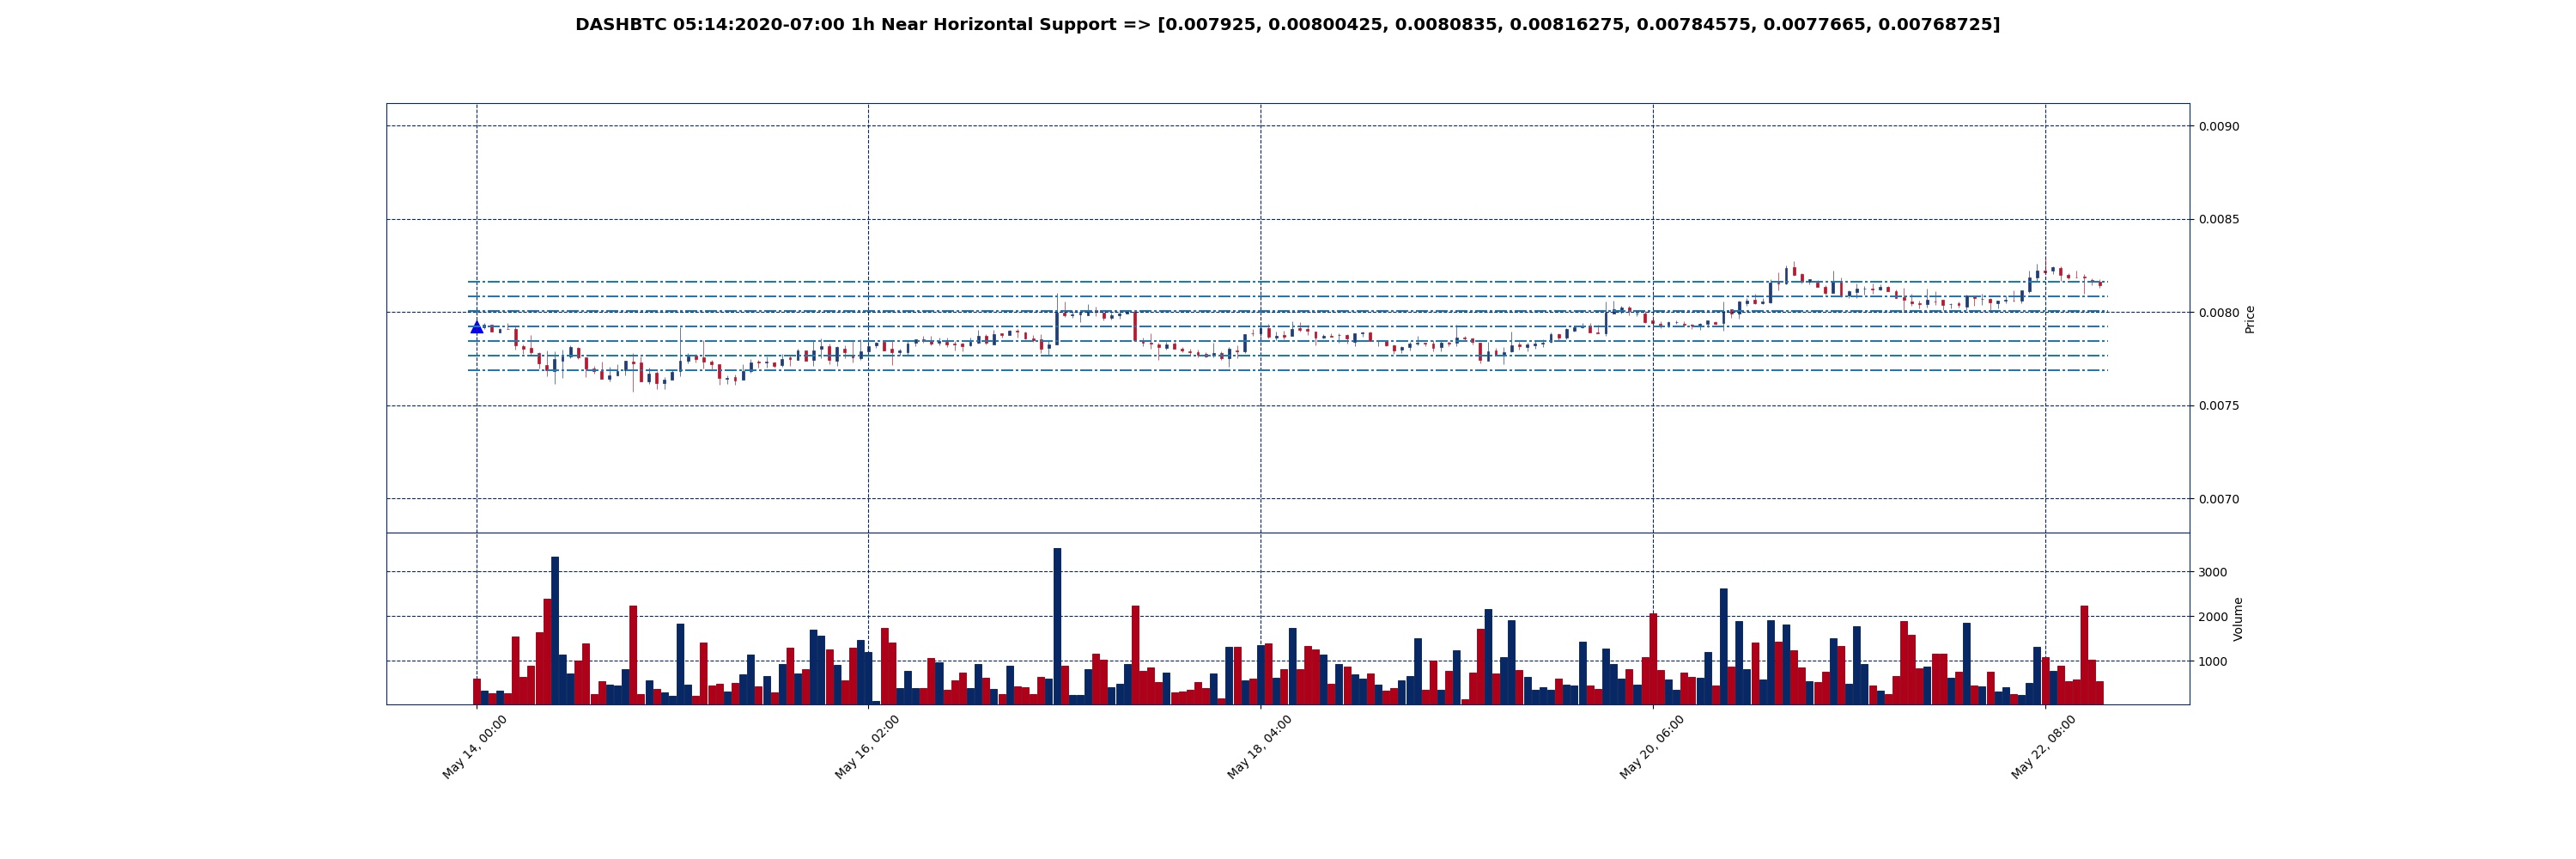 DASHBTC 05:14:2020-07:00 1h Near Horizontal Support => [0.007925, 0.00800425, 0.0080835, 0.00816275, 0.00784575, 0.0077665, 0.00768725]
0.0090
0.0085
0.0080
0.0075
0.0070
Price
3000
2000
1000
Volume
May 14, 00:00
May 16, 02:00
May 18, 04:00
May 20, 06:00
May 22, 08:00